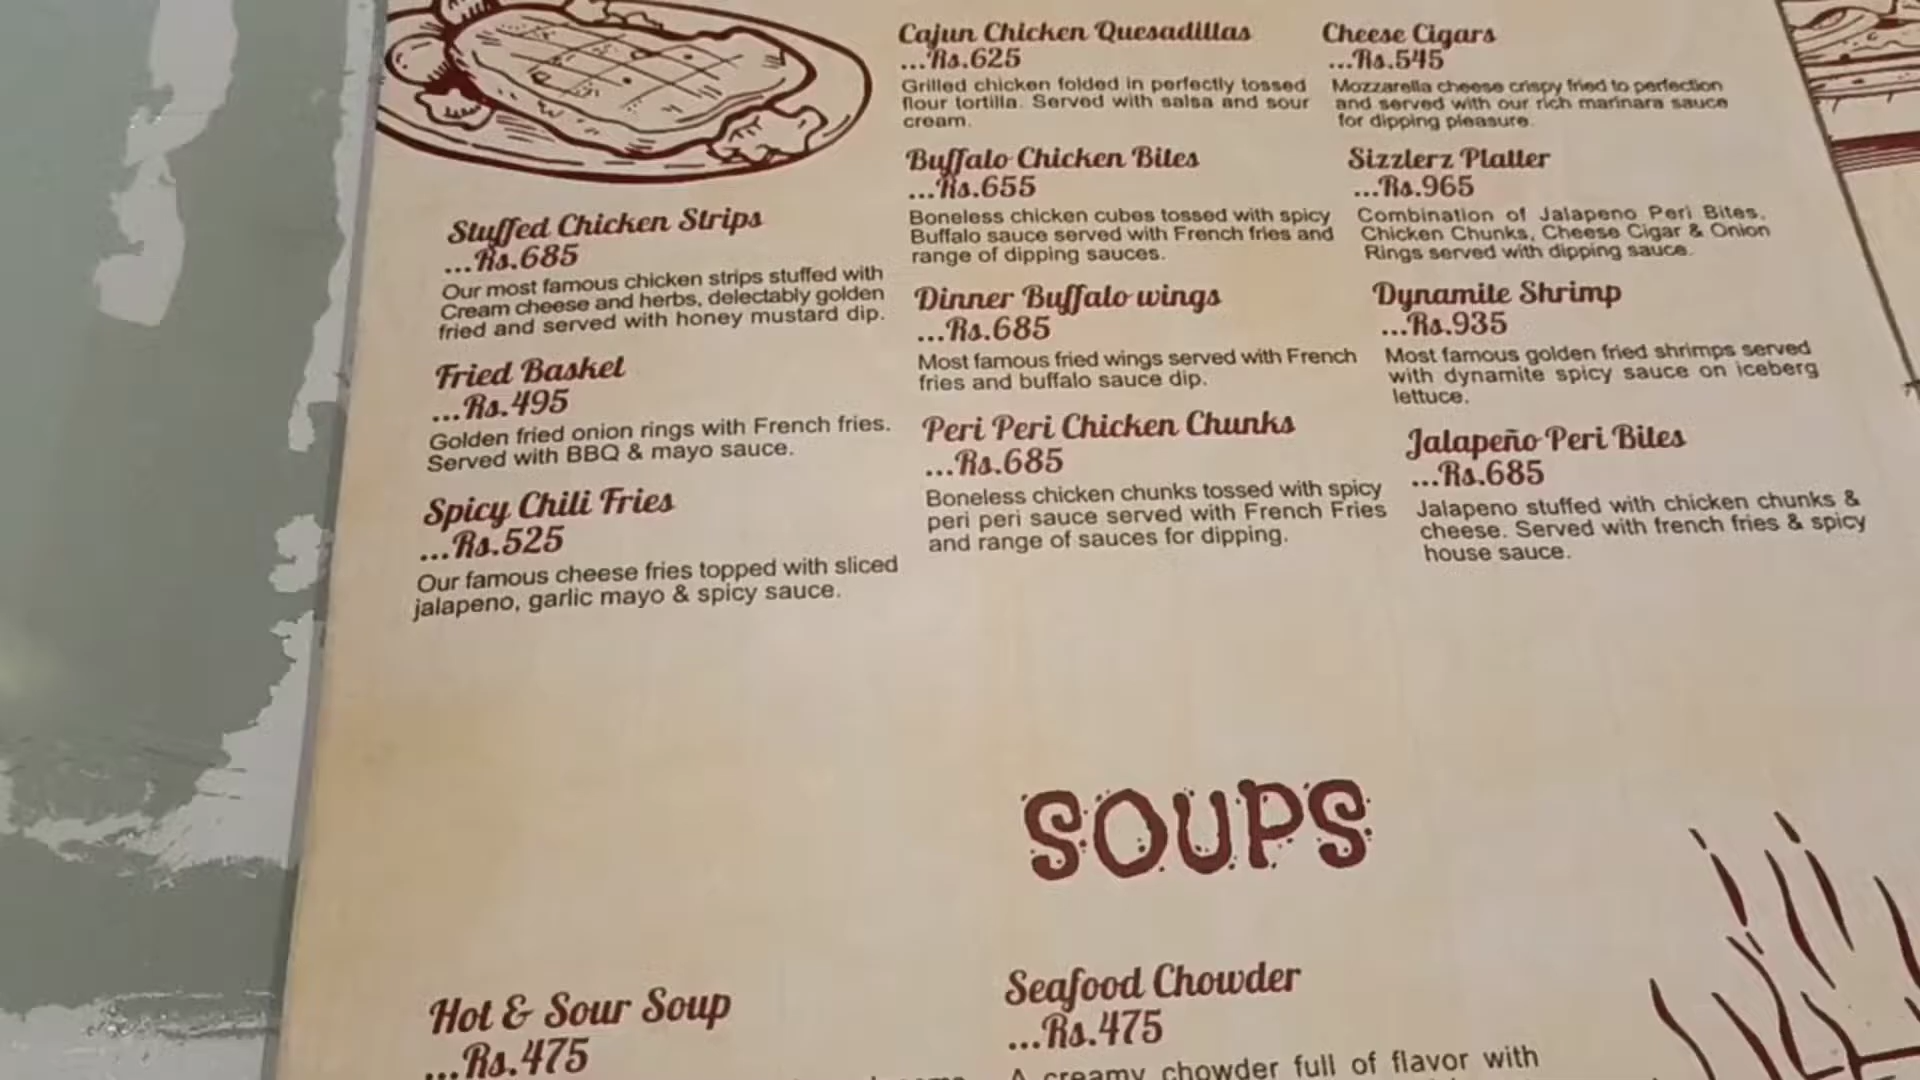 Stuffed Chicken Strips
...Rs.685
Our most famous chicken strips stuffed with
Cream cheese and herbs, delectably golden
fried and served with honey mustard dip.
Fried Basket
...Rs.495
Golden fried onion rings with French fries.
Served with BBQ & mayo sauce.
Spicy Chili Fries
...Rs.525
Our famous cheese fries topped with sliced
jalapeno, garlic mayo & spicy sauce.
Cajun Chicken Quesadillas
...Rs.625
Grilled chicken folded in perfectly tossed
flour tortilla. Served with salsa and sour
cream.
Buffalo Chicken Bites
...Rs.655
Boneless chicken cubes tossed with spicy
Buffalo sauce served with French fries and
range of dipping sauces.
Dinner Buffalo wings
...Rs.685
Most famous fried wings served with French
fries and buffalo sauce dip.
Peri Peri Chicken Chunks
...Rs.685
Boneless chicken chunks tossed with spicy
peri peri sauce served with French Fries
and range of sauces for dipping.
Cheese Cigars
...Rs.545
Mozzarella cheese crispy fried to perfection
and served with our rich marinara sauce
for dipping pleasure.
Sizzlerz Platter
...Rs.965
Combination of Jalapeno Peri Bites,
Chicken Chunks, Cheese Cigar & Onion
Rings served with dipping sauce.
Dynamite Shrimp
...Rs.935
Most famous golden fried shrimps served
with dynamite spicy sauce on iceberg
lettuce.
Jalapeño Peri Bites
...Rs.685
Jalapeno stuffed with chicken chunks &
cheese. Served with french fries & spicy
house sauce.
SOUPS
Hot & Sour Soup
...Rs.475
Seafood Chowder
...Rs.475
A creamy chowder full of flavor with